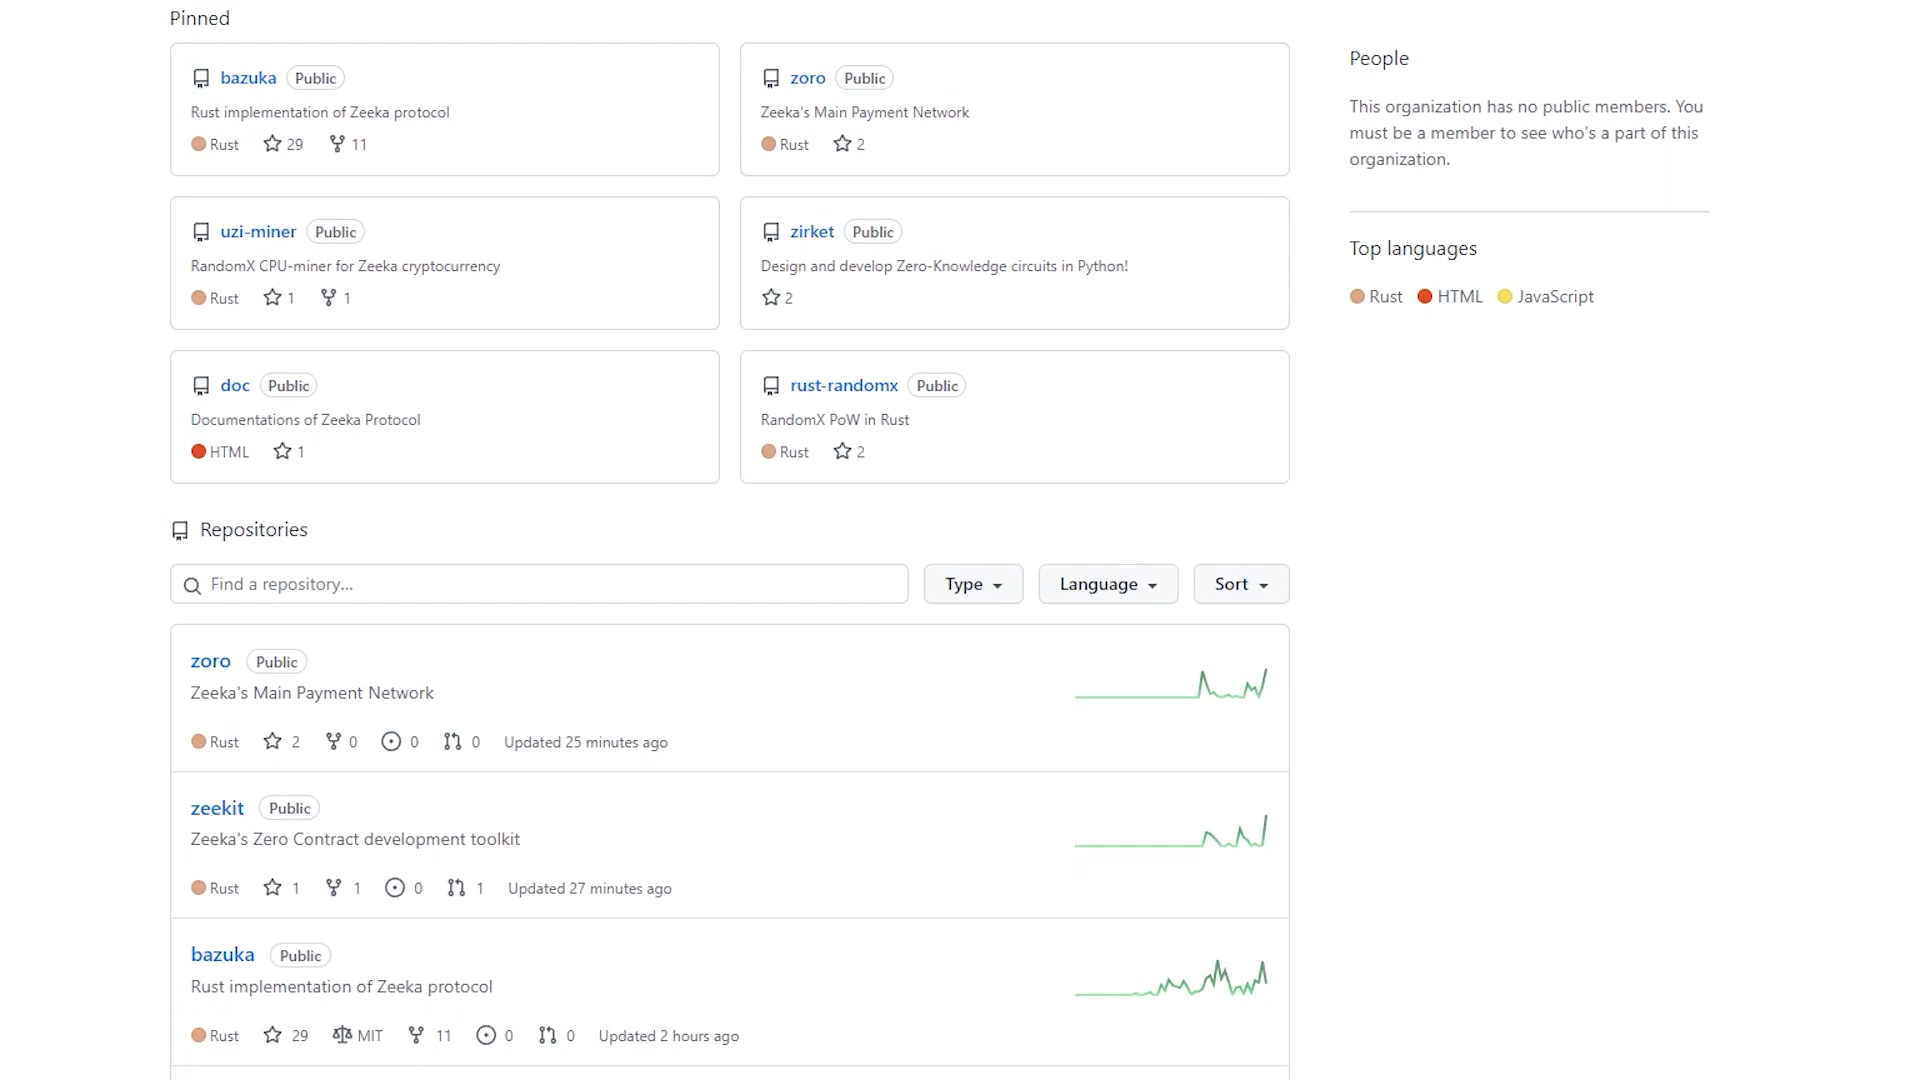 Pinned
bazuka Public
Rust implementation of Zeeka protocol
Rust 29 11
zoro Public
Zeeka's Main Payment Network
Rust 2
uzi-miner Public
RandomX CPU-miner for Zeeka cryptocurrency
Rust 1 1
zirket Public
Design and develop Zero-Knowledge circuits in Python!
2
doc Public
Documentations of Zeeka Protocol
HTML 1
rust-randomx Public
RandomX PoW in Rust
Rust 2
Repositories
Find a repository...
Type
Language
Sort
zoro Public
Zeeka's Main Payment Network
Rust 2 0 0 0 Updated 25 minutes ago
zeekit Public
Zeeka's Zero Contract development toolkit
Rust 1 1 0 1 Updated 27 minutes ago
bazuka Public
Rust implementation of Zeeka protocol
Rust 29 MIT 11 0 0 Updated 2 hours ago
People
This organization has no public members. You
must be a member to see who's a part of this
organization.
Top languages
Rust HTML JavaScript